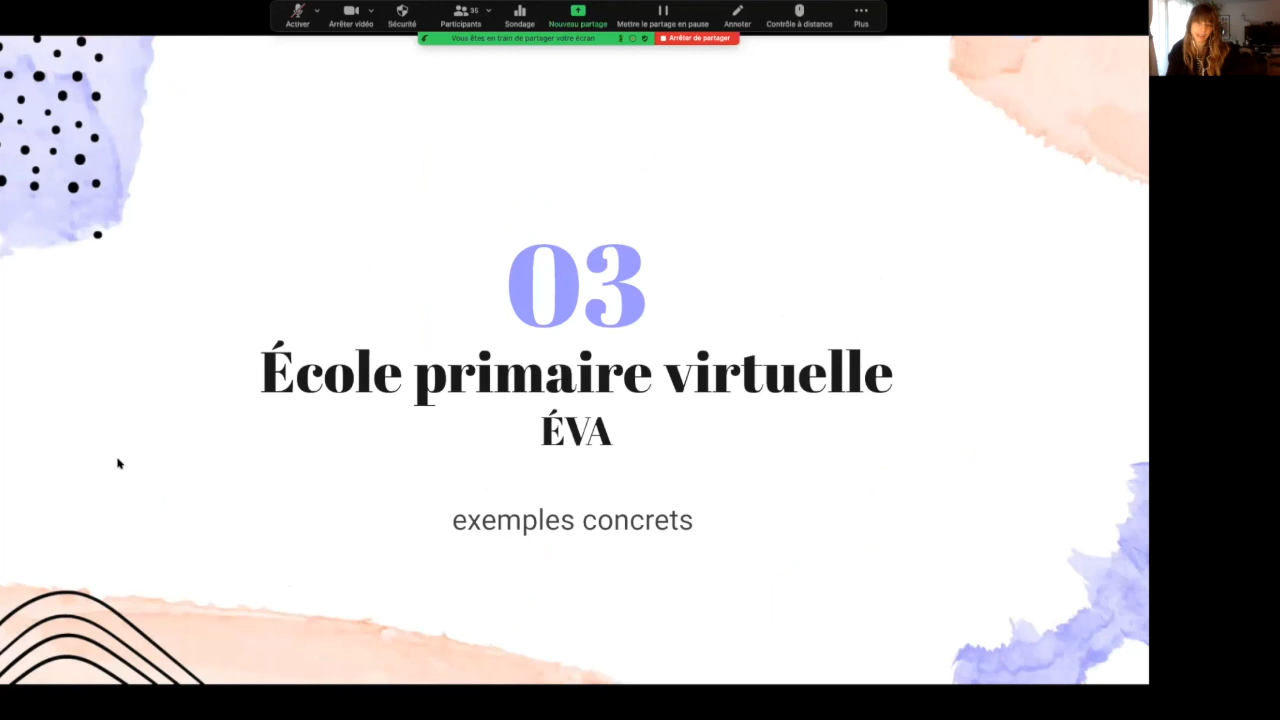 Activer
Arrêter vidéo
Sécurité
Participants
95
Sondage
Nouveau partage
Mettre le partage en pause
Annoter
Contrôle à distance
Plus
Vous êtes en train de partager votre écran
Arrêter de partager
03
École primaire virtuelle
ÉVA
exemples concrets